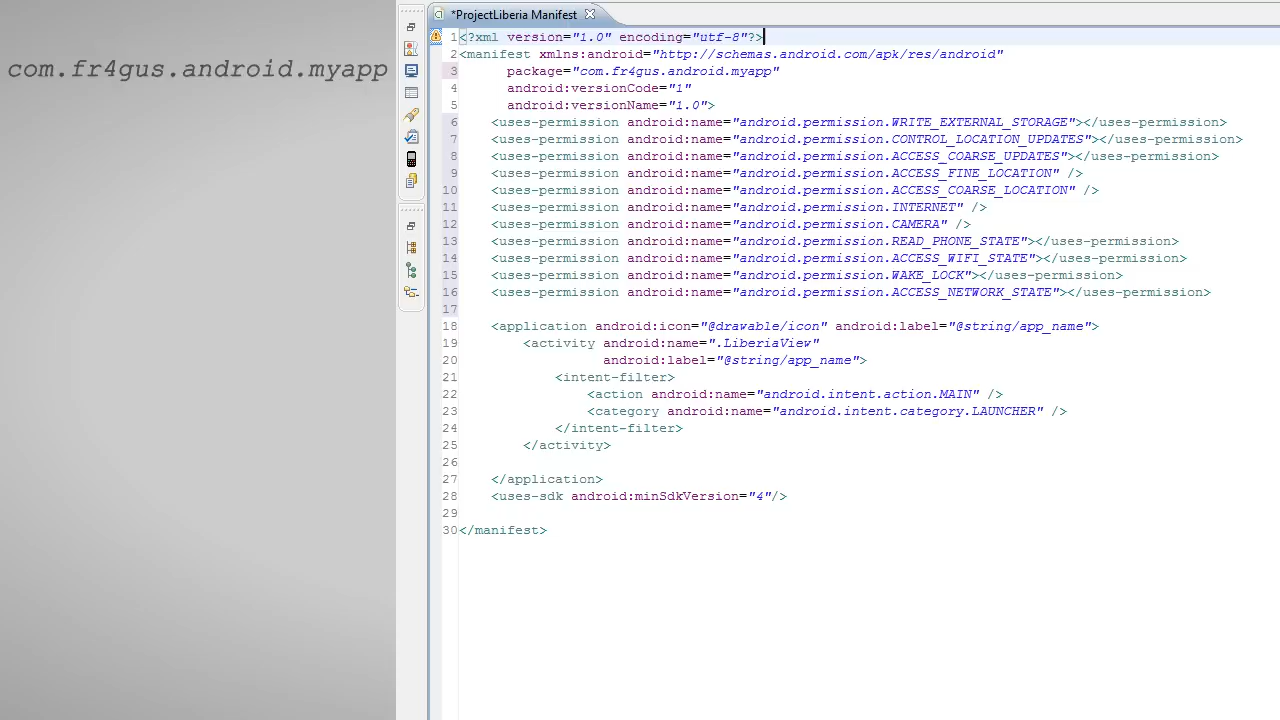 com.fr4gus.android.myapp
*ProjectLiberia Manifest
1 <?xml version="1.0" encoding="utf-8"?>
2 <manifest xmlns:android="http://schemas.android.com/apk/res/android"
3 package="com.fr4gus.android.myapp"
4 android:versionCode="1"
5 android:versionName="1.0">
6 <uses-permission android:name="android.permission.WRITE_EXTERNAL_STORAGE"></uses-permission>
7 <uses-permission android:name="android.permission.CONTROL_LOCATION_UPDATES"></uses-permission>
8 <uses-permission android:name="android.permission.ACCESS_COARSE_UPDATES"></uses-permission>
9 <uses-permission android:name="android.permission.ACCESS_FINE_LOCATION" />
10 <uses-permission android:name="android.permission.ACCESS_COARSE_LOCATION" />
11 <uses-permission android:name="android.permission.INTERNET" />
12 <uses-permission android:name="android.permission.CAMERA" />
13 <uses-permission android:name="android.permission.READ_PHONE_STATE"></uses-permission>
14 <uses-permission android:name="android.permission.ACCESS_WIFI_STATE"></uses-permission>
15 <uses-permission android:name="android.permission.WAKE_LOCK"></uses-permission>
16 <uses-permission android:name="android.permission.ACCESS_NETWORK_STATE"></uses-permission>
17
18 <application android:icon="@drawable/icon" android:label="@string/app_name">
19 <activity android:name=".LiberiaView"
20 android:label="@string/app_name">
21 <intent-filter>
22 <action android:name="android.intent.action.MAIN" />
23 <category android:name="android.intent.category.LAUNCHER" />
24 </intent-filter>
25 </activity>
26
27 </application>
28 <uses-sdk android:minSdkVersion="4"/>
29
30 </manifest>